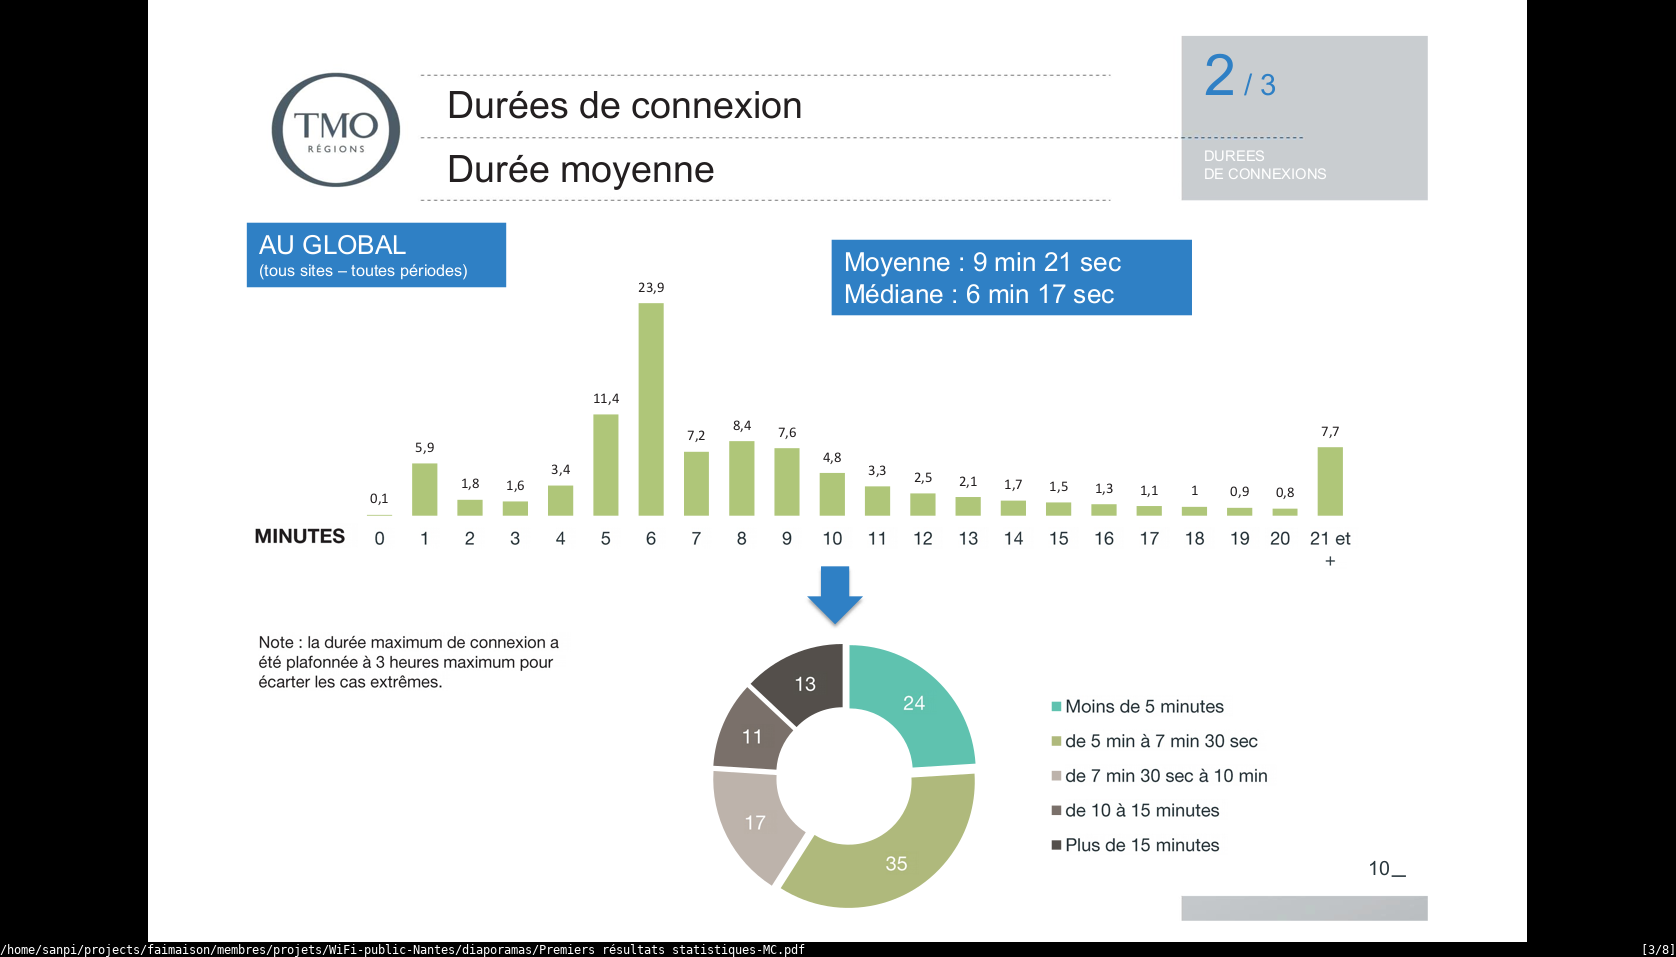 TMO
RÉGIONS
Durées de connexion
Durée moyenne
2 / 3
DUREES
DE CONNEXIONS
AU GLOBAL
(tous sites – toutes périodes)
Moyenne : 9 min 21 sec
Médiane : 6 min 17 sec
0,1 5,9 1,8 1,6 3,4 11,4 23,9 7,2 8,4 7,6 4,8 3,3 2,5 2,1 1,7 1,5 1,3 1,1 1 0,9 0,8 7,7
MINUTES 0 1 2 3 4 5 6 7 8 9 10 11 12 13 14 15 16 17 18 19 20 21 et
+
Note : la durée maximum de connexion a
été plafonnée à 3 heures maximum pour
écarter les cas extrêmes.
13
24
11
17
35
Moins de 5 minutes
de 5 min à 7 min 30 sec
de 7 min 30 sec à 10 min
de 10 à 15 minutes
Plus de 15 minutes
10_
/home/sanpi/projects/faimaison/membres/projets/WiFi-public-Nantes/diaporamas/Premiers résultats statistiques-MC.pdf [3/8]